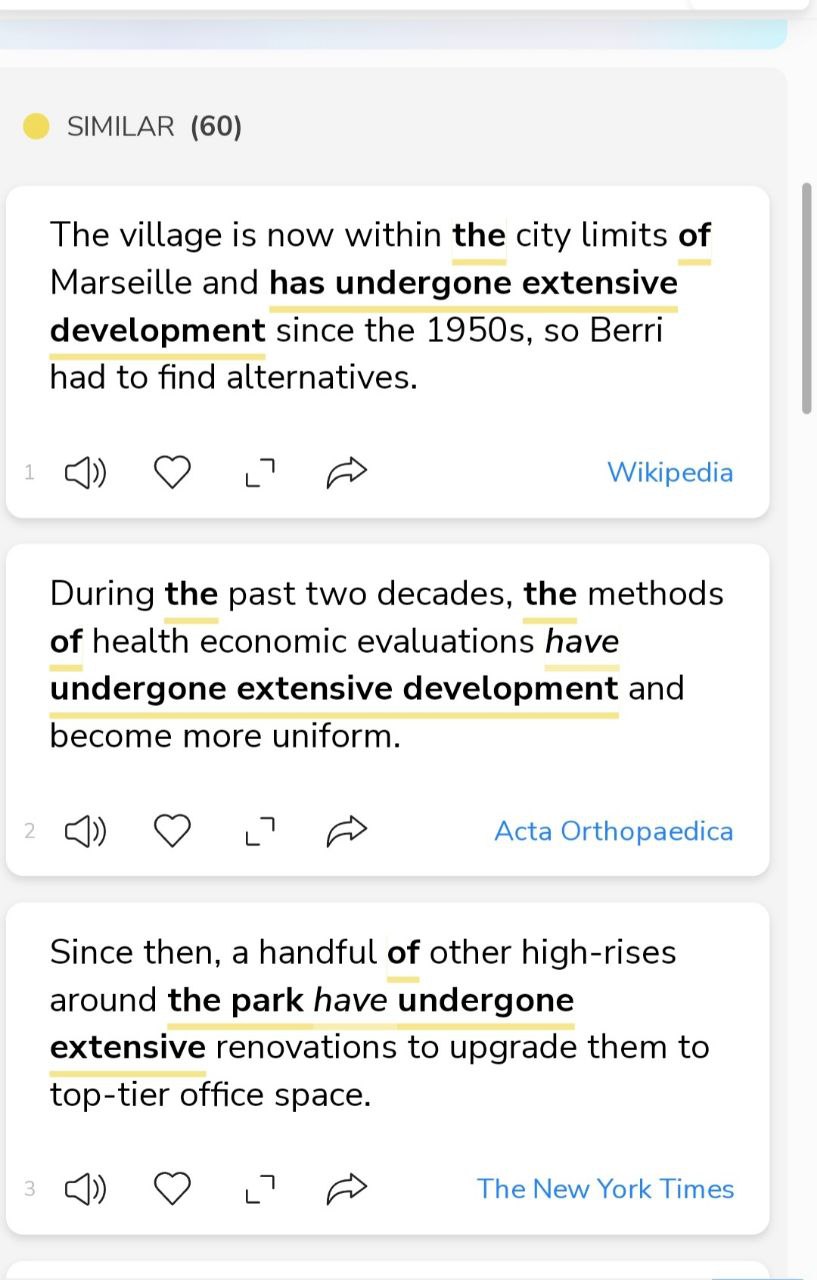 SIMILAR (60)
The village is now within the city limits of
Marseille and has undergone extensive
development since the 1950s, so Berri
had to find alternatives.
1
Wikipedia
During the past two decades, the methods
of health economic evaluations have
undergone extensive development and
become more uniform.
2
Acta Orthopaedica
Since then, a handful of other high-rises
around the park have undergone
extensive renovations to upgrade them to
top-tier office space.
3
The New York Times